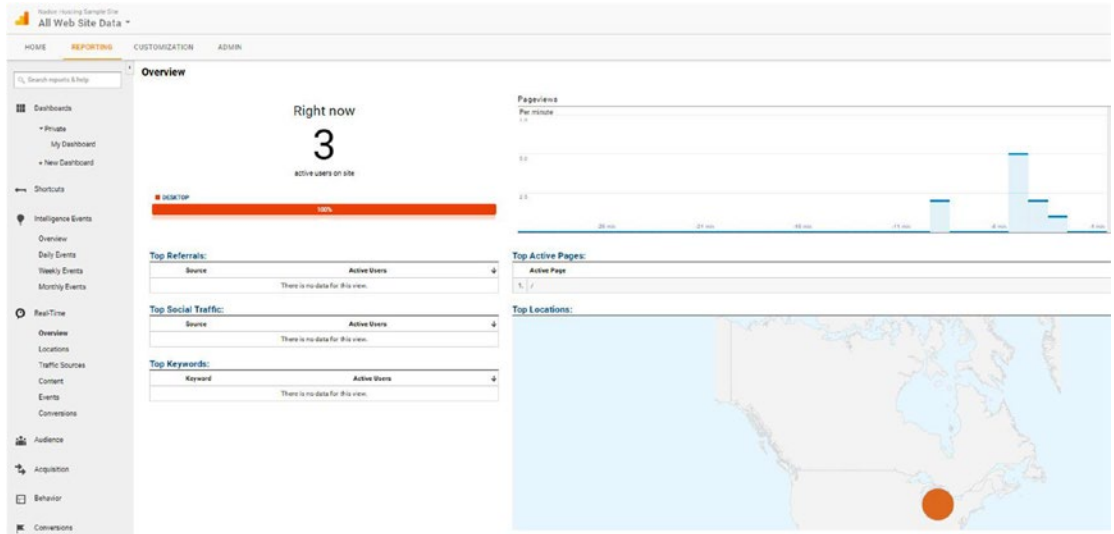 Hosting Sample Site
All Web Site Data
HOME REPORTING CUSTOMIZATION ADMIN
Search reports & help
Dashboards
Private
My Dashboard
+ New Dashboard
Shortcuts
Intelligence Events
Overview
Daily Events
Weekly Events
Monthly Events
Real-Time
Overview
Locations
Traffic Sources
Content
Events
Conversions
Audience
Acquisition
Behavior
Conversions
Overview
Right now
3
active users on site
DESKTOP
100%
Top Referrals:
Source Active Users
There is no data for this view.
Top Social Traffic:
Source Active Users
There is no data for this view.
Top Keywords:
Keyword Active Users
There is no data for this view.
Pageviews
Per minute
5.0
2.5
Top Active Pages:
Active Page
1. /
Top Locations: